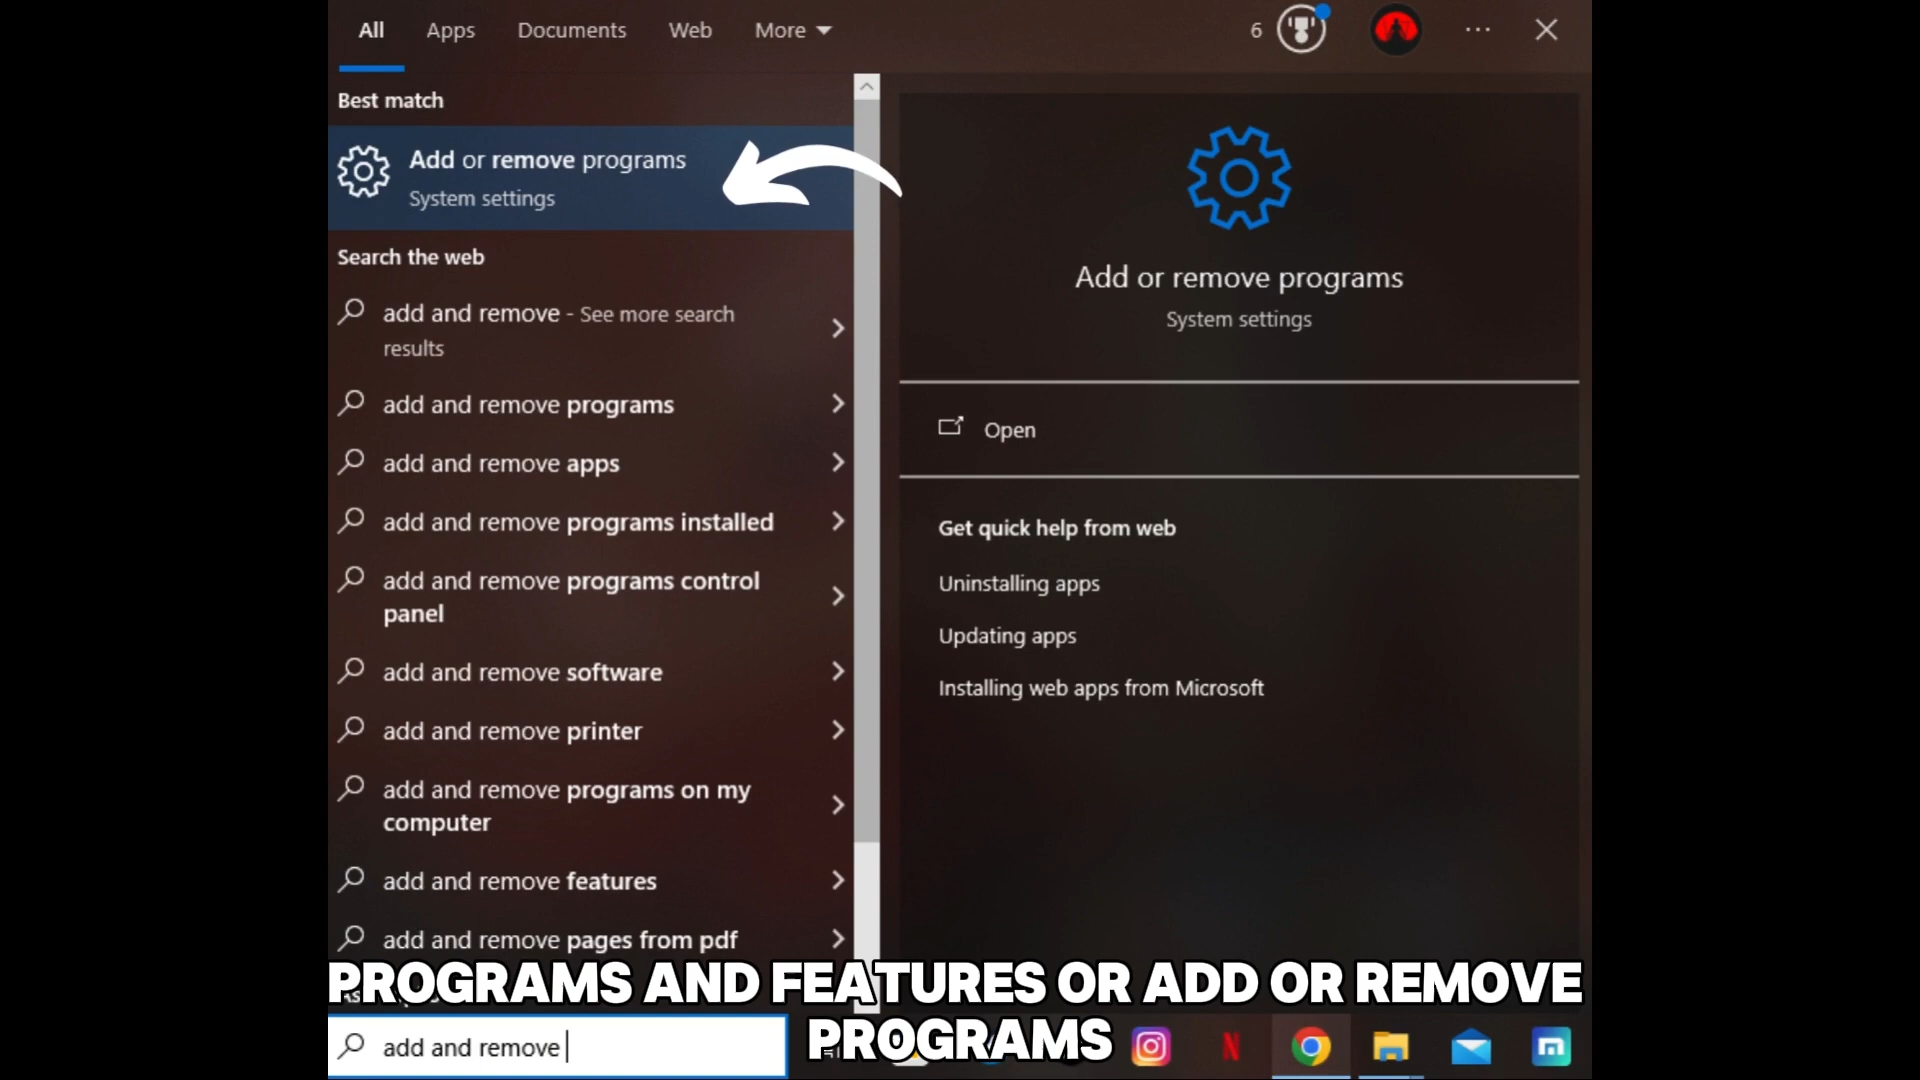 All
Apps
Documents
Web
More
6
Best match
Add or remove programs
System settings
Search the web
add and remove - See more search
results
add and remove programs
add and remove apps
add and remove programs installed
add and remove programs control
panel
add and remove software
add and remove printer
add and remove programs on my
computer
add and remove features
add and remove pages from pdf
Add or remove programs
System settings
Open
Get quick help from web
Uninstalling apps
Updating apps
Installing web apps from Microsoft
PROGRAMS AND FEATURES OR ADD OR REMOVE
PROGRAMS
add and remove
N